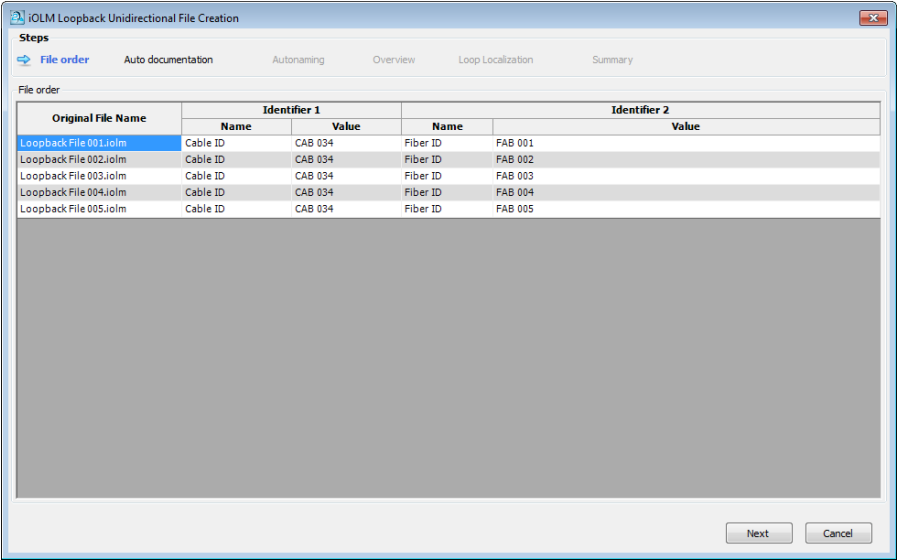 iOLM Loopback Unidirectional File Creation
Steps
File order Auto documentation Autonaming Overview Loop Localization Summary
File order
Original File Name Identifier 1 Identifier 2
Name Value Name Value
Loopback File 001.iolm Cable ID CAB 034 Fiber ID FAB 001
Loopback File 002.iolm Cable ID CAB 034 Fiber ID FAB 002
Loopback File 003.iolm Cable ID CAB 034 Fiber ID FAB 003
Loopback File 004.iolm Cable ID CAB 034 Fiber ID FAB 004
Loopback File 005.iolm Cable ID CAB 034 Fiber ID FAB 005
Next Cancel